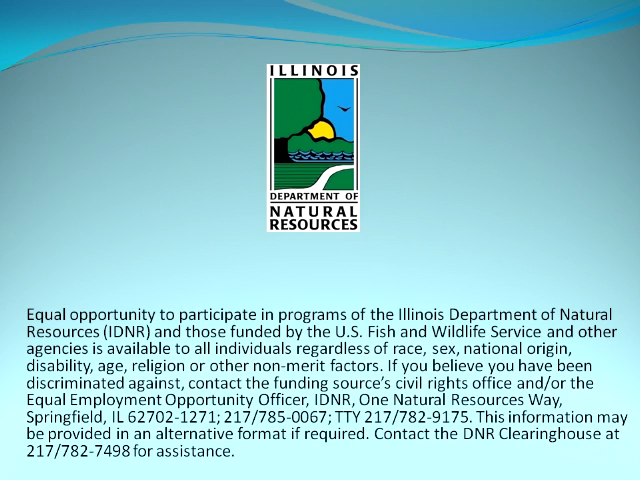 ILLINOIS
DEPARTMENT OF
NATURAL
RESOURCES
Equal opportunity to participate in programs of the Illinois Department of Natural
Resources (IDNR) and those funded by the U.S. Fish and Wildlife Service and other
agencies is available to all individuals regardless of race, sex, national origin,
disability, age, religion or other non-merit factors. If you believe you have been
discriminated against, contact the funding source's civil rights office and/or the
Equal Employment Opportunity Officer, IDNR, One Natural Resources Way,
Springfield, IL 62702-1271; 217/785-0067; TTY 217/782-9175. This information may
be provided in an alternative format if required. Contact the DNR Clearinghouse at
217/782-7498 for assistance.